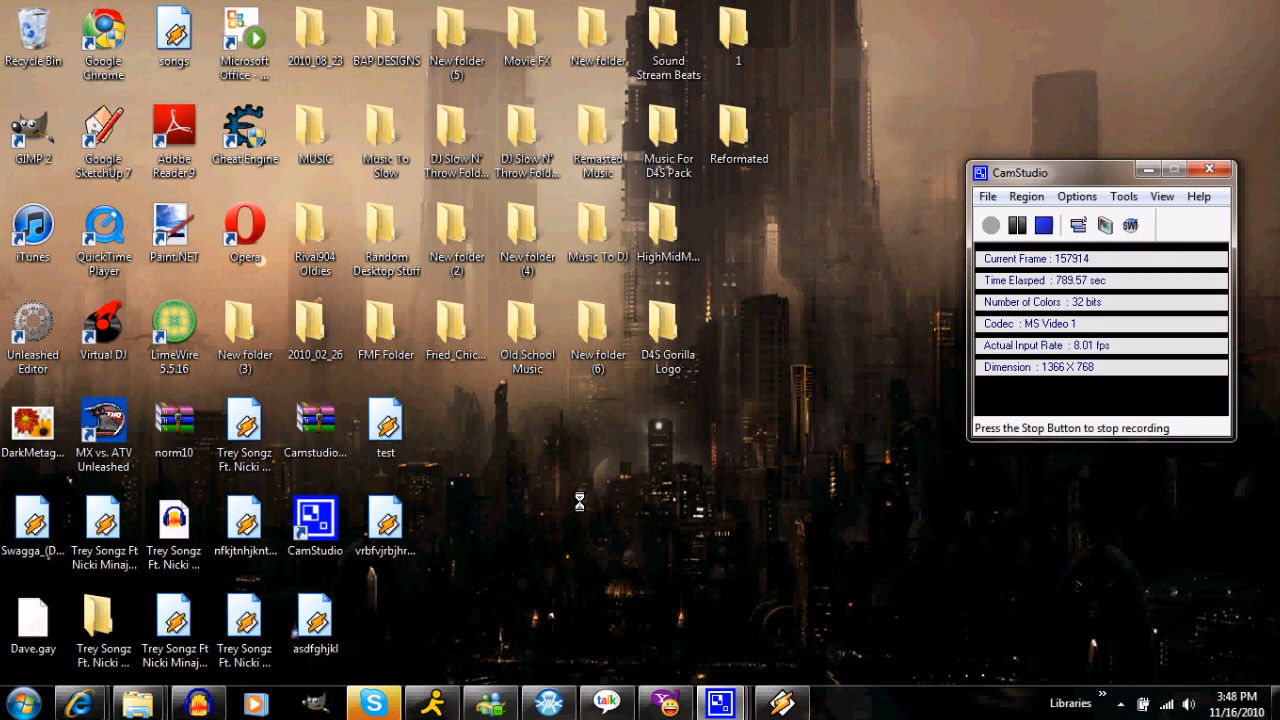 Recycle Bin
Google
Chrome
songs
Microsoft
Office - ...
2010_08_23
BAP DESIGNS
New folder
(5)
Movie FX
New folder
Sound
Stream Beats
1
GIMP 2
Google
SketchUp 7
Adobe
Reader 9
Cheat Engine
MUSIC
Music To
Slow
DJ Slow N'
Throw Fold...
DJ Slow N'
Throw Fold...
Remasted
Music
Music For
D4S Pack
Reformated
iTunes
QuickTime
Player
Paint.NET
Opera
Rival904
Oldies
Random
Desktop Stuff
New folder
(2)
New folder
(4)
Music To DJ
HighMidM...
Unleashed
Editor
Virtual DJ
LimeWire
5.5.16
New folder
(3)
2010_02_26
FMF Folder
Fried_Chic...
Old School
Music
New folder
(6)
D4S Gorilla
Logo
DarkMetag...
MX vs. ATV
Unleashed
norm10
Trey Songz
Ft. Nicki ...
Camstudio...
test
Swagga_(D...
Trey Songz Ft
Nicki Minaj...
Trey Songz
Ft. Nicki ...
nfkjtnhjknt...
CamStudio
vrbfvjrbjhr...
Dave.gay
Trey Songz
Ft. Nicki ...
Trey Songz Ft
Nicki Minaj...
Trey Songz
Ft. Nicki ...
asdfghjkl
CamStudio
File Region Options Tools View Help
SWF
Current Frame : 157914
Time Elasped : 789.57 sec
Number of Colors : 32 bits
Codec : MS Video 1
Actual Input Rate : 8.01 fps
Dimension : 1366 X 768
Press the Stop Button to stop recording
talk
Libraries
3:48 PM
11/16/2010